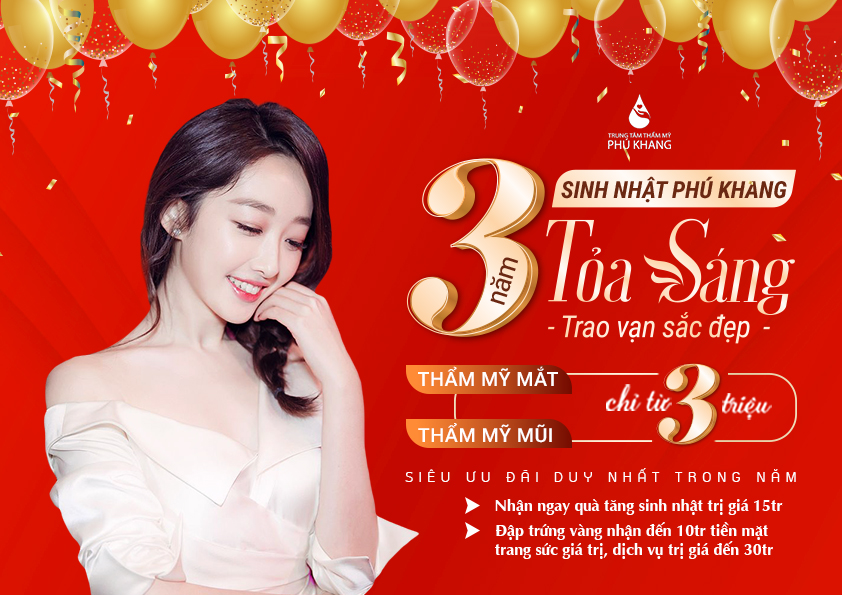 TRUNG TÂM THẨM MỸ
PHÚ KHANG
SINH NHẬT PHÚ KHANG
3 năm
Tỏa Sáng
- Trao vạn sắc đẹp -
THẨM MỸ MẮT
chỉ từ 3 triệu
THẨM MỸ MŨI
SIÊU ƯU ĐÃI DUY NHẤT TRONG NĂM
Nhận ngay quà tăng sinh nhật trị giá 15tr
Đập trứng vàng nhận đến 10tr tiền mặt
trang sức giá trị, dịch vụ trị giá đến 30tr